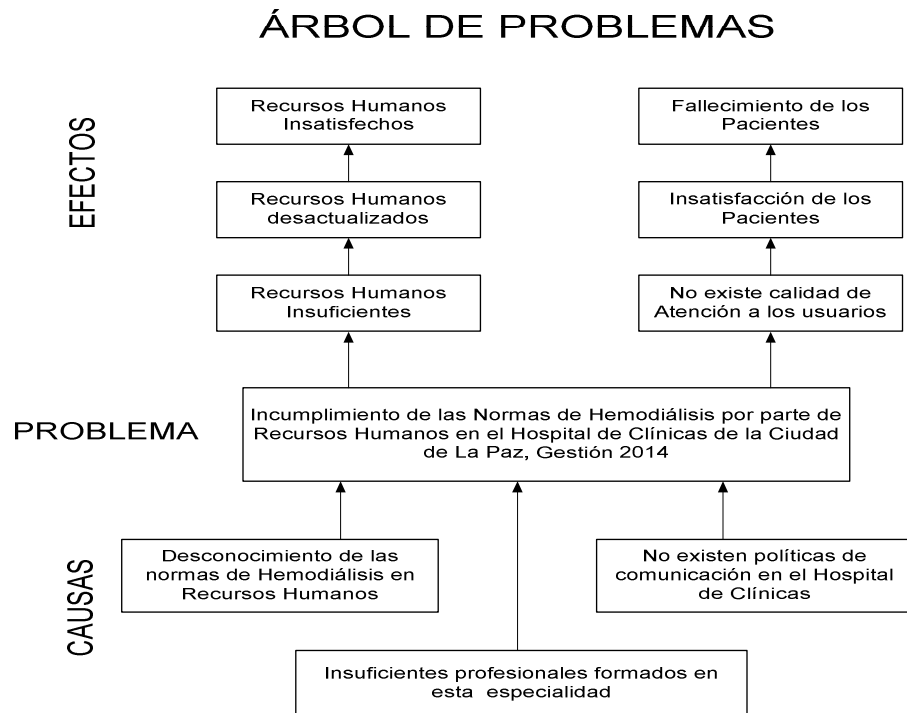 ÁRBOL DE PROBLEMAS
EFECTOS
Recursos Humanos
Insatisfechos
Fallecimiento de los
Pacientes
Recursos Humanos
desactualizados
Insatisfacción de los
Pacientes
Recursos Humanos
Insuficientes
No existe calidad de
Atención a los usuarios
PROBLEMA
Incumplimiento de las Normas de Hemodiálisis por parte de
Recursos Humanos en el Hospital de Clínicas de la Ciudad
de La Paz, Gestión 2014
CAUSAS
Desconocimiento de las
normas de Hemodiálisis en
Recursos Humanos
No existen políticas de
comunicación en el Hospital
de Clínicas
Insuficientes profesionales formados en
esta especialidad